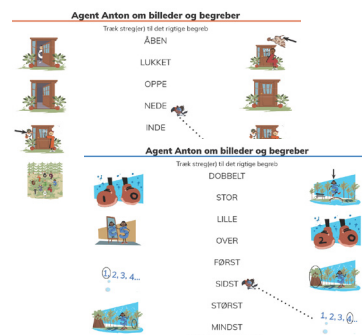 Agent Anton om billeder og begreber
Træk streg(er) til det rigtige begreb
ÅBEN
LUKKET
OPPE
NEDE
INDE
Agent Anton om billeder og begreber
Træk streg(er) til det rigtige begreb
DOBBELT
STOR
LILLE
OVER
FØRST
SIDST
STØRST
MINDST
1, 2, 3, 4...
1, 2, 3, 4...
2 0